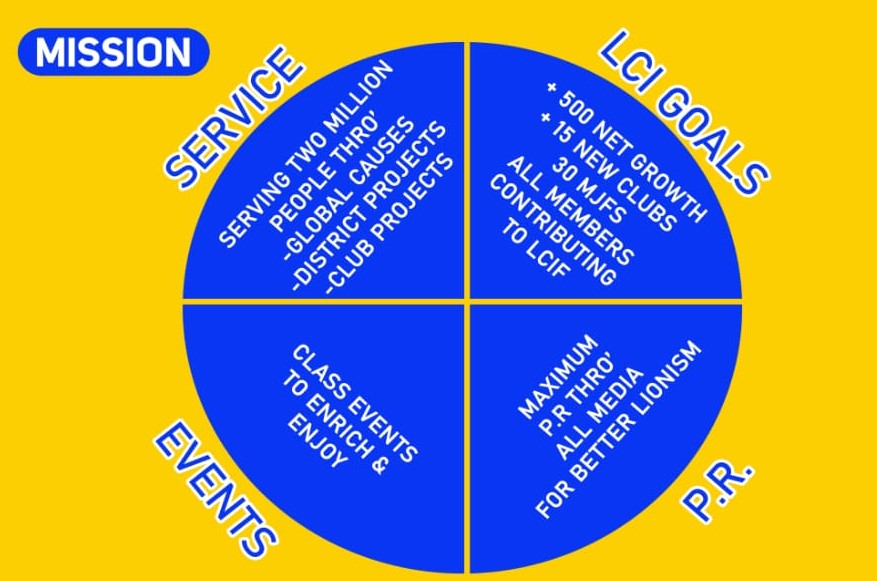 MISSION
SERVICE
SERVING TWO MILLION
PEOPLE THRO'
-GLOBAL CAUSES
-DISTRICT PROJECTS
-CLUB PROJECTS
LCI GOALS
+ 500 NET GROWTH
+ 15 NEW CLUBS
30 MJFS
ALL MEMBERS
CONTRIBUTING
TO LCIF
EVENTS
CLASS EVENTS
TO ENRICH &
ENJOY
P.R.
MAXIMUM
P.R THRO'
ALL MEDIA
FOR BETTER LIONISM